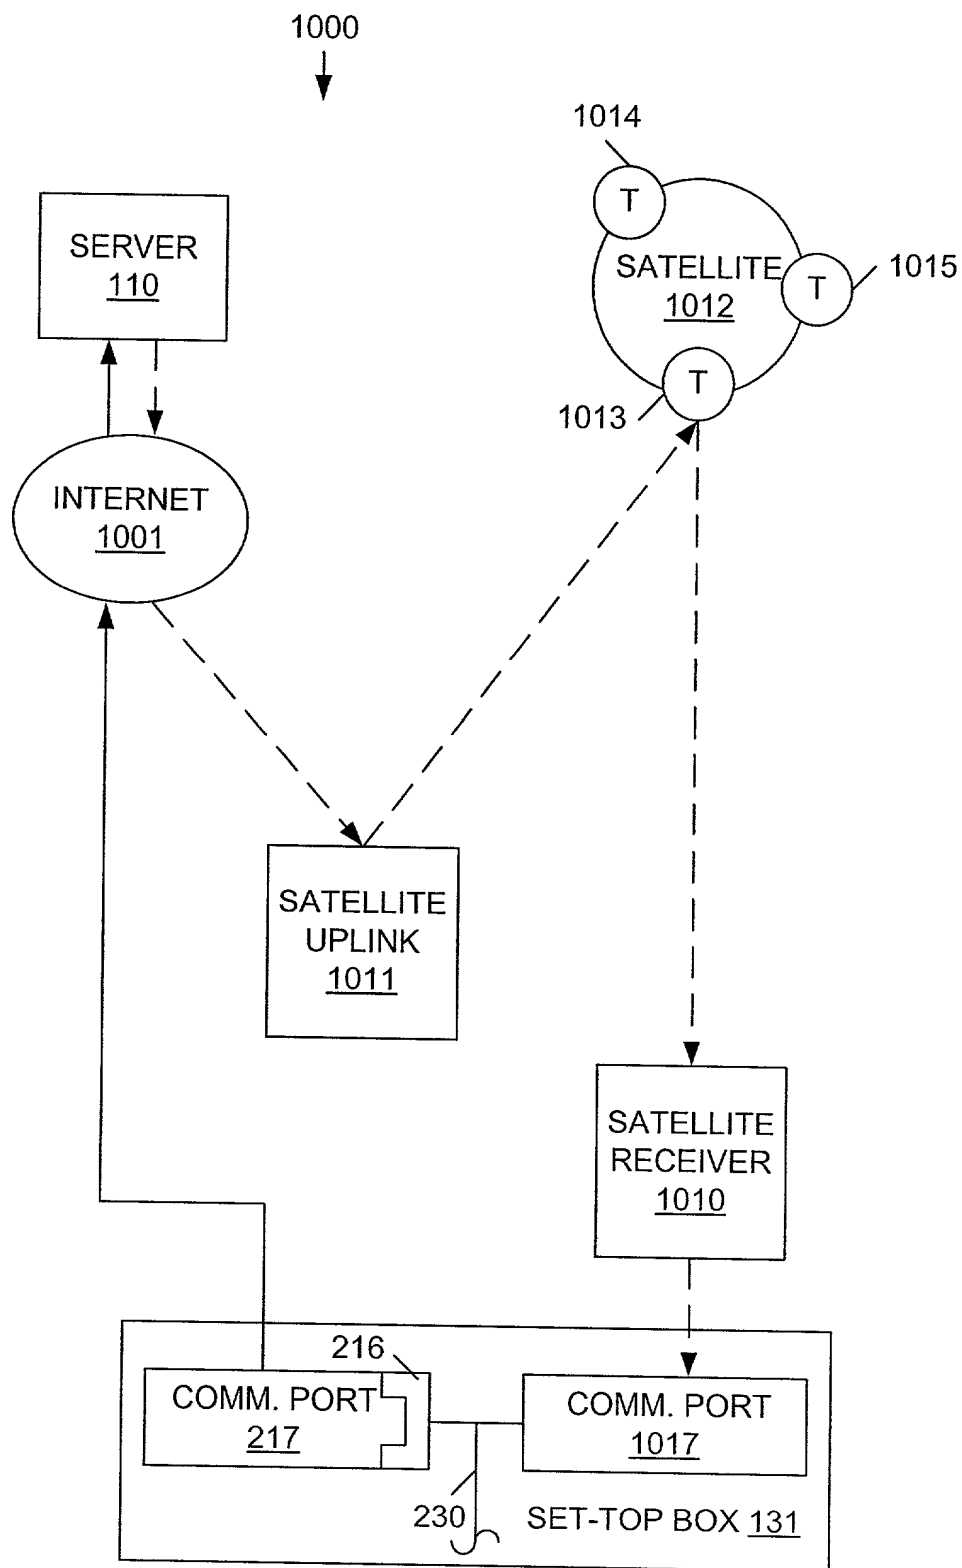 1000
1014
T
SERVER
110
SATELLITE
1012
T
1015
T
1013
INTERNET
1001
SATELLITE
UPLINK
1011
SATELLITE
RECEIVER
1010
216
COMM. PORT
217
COMM. PORT
1017
230
SET-TOP BOX 131